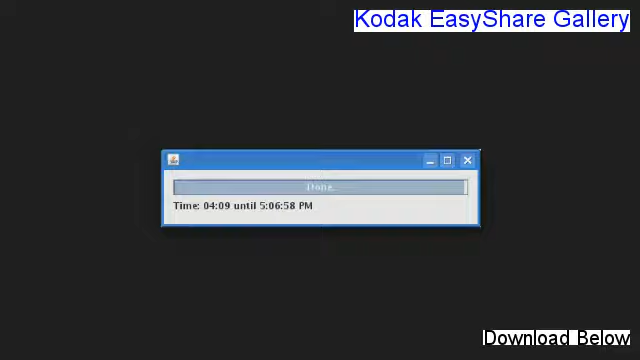 Kodak EasyShare Gallery
Done
Time: 04:09 until 5:06:58 PM
Download Below